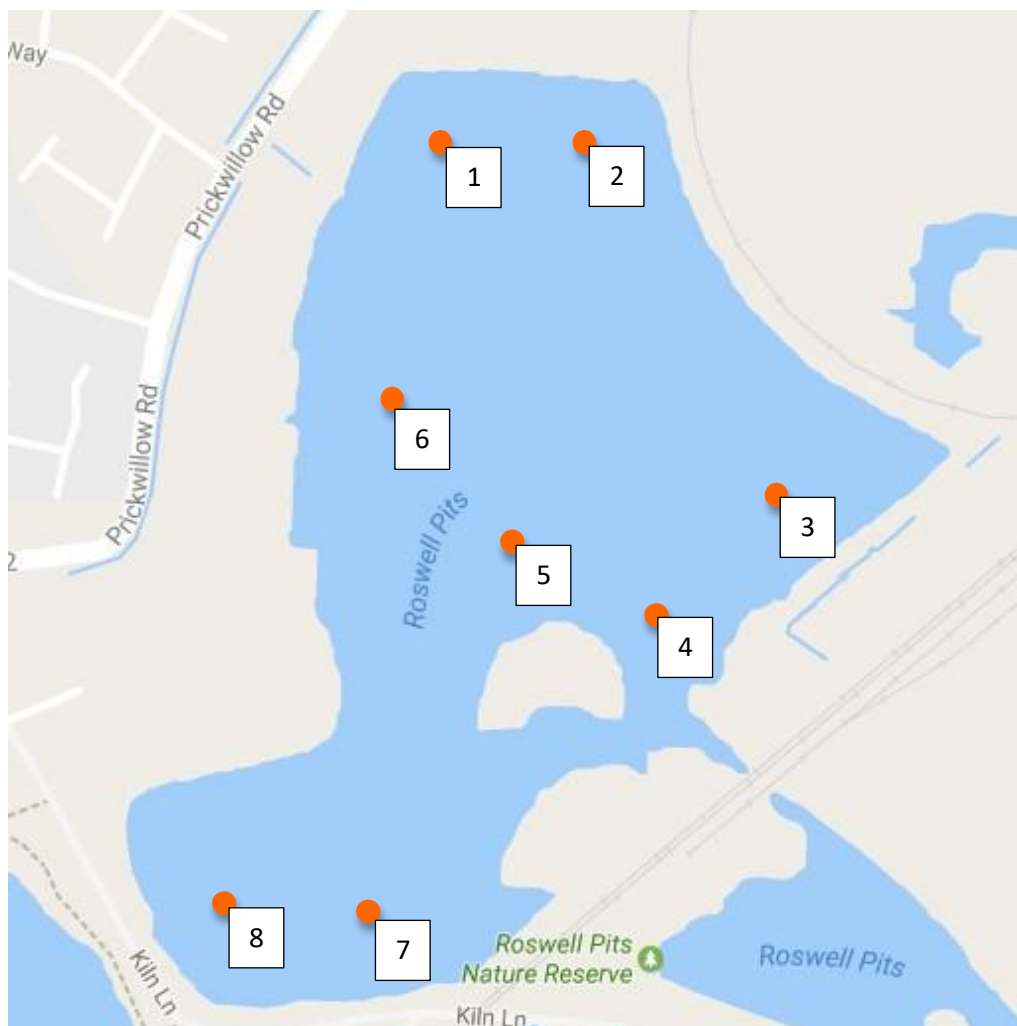 Way
Prickwillow Rd
1
2
6
Prickwillow Rd
3
Roswell Pits
5
2
4
8
7
Roswell Pits
Nature Reserve
Roswell Pits
Kiln Ln
Kiln Ln